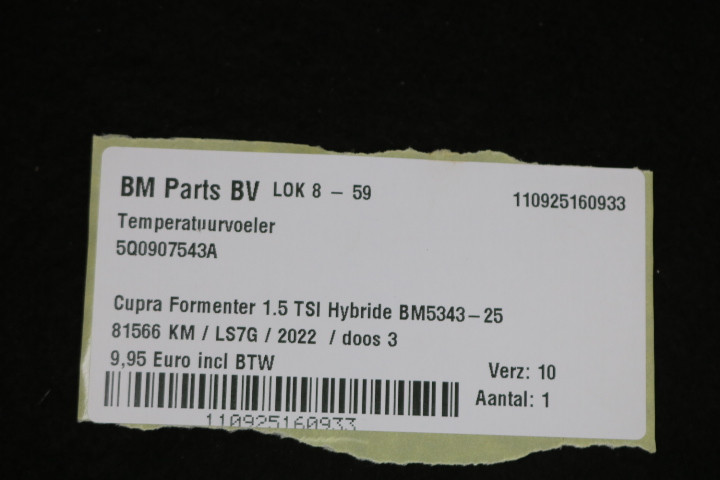 BM Parts BV LOK 8 - 59 110925160933
Temperatuurvoeler
5Q0907543A
Cupra Formenter 1.5 TSI Hybride BM5343-25
81566 KM / LS7G / 2022 / doos 3
9,95 Euro incl BTW Verz: 10
Aantal: 1
110925160933